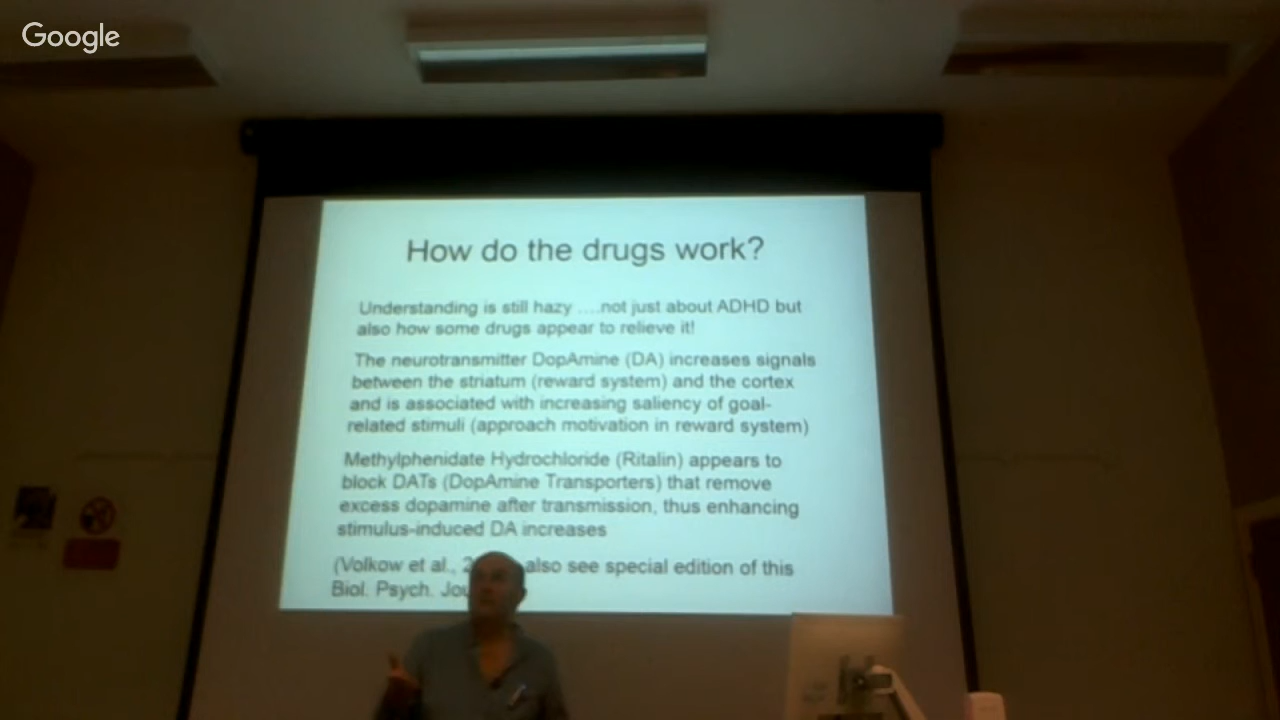 Google
How do the drugs work?
Understanding is still hazy ....not just about ADHD but
also how some drugs appear to relieve it!
The neurotransmitter DopAmine (DA) increases signals
between the striatum (reward system) and the cortex
and is associated with increasing saliency of goal-
related stimuli (approach motivation in reward system)
Methylphenidate Hydrochloride (Ritalin) appears to
block DATs (DopAmine Transporters) that remove
excess dopamine after transmission, thus enhancing
stimulus-induced DA increases
(Volkow et al., also see special edition of this
Biol. Psych.